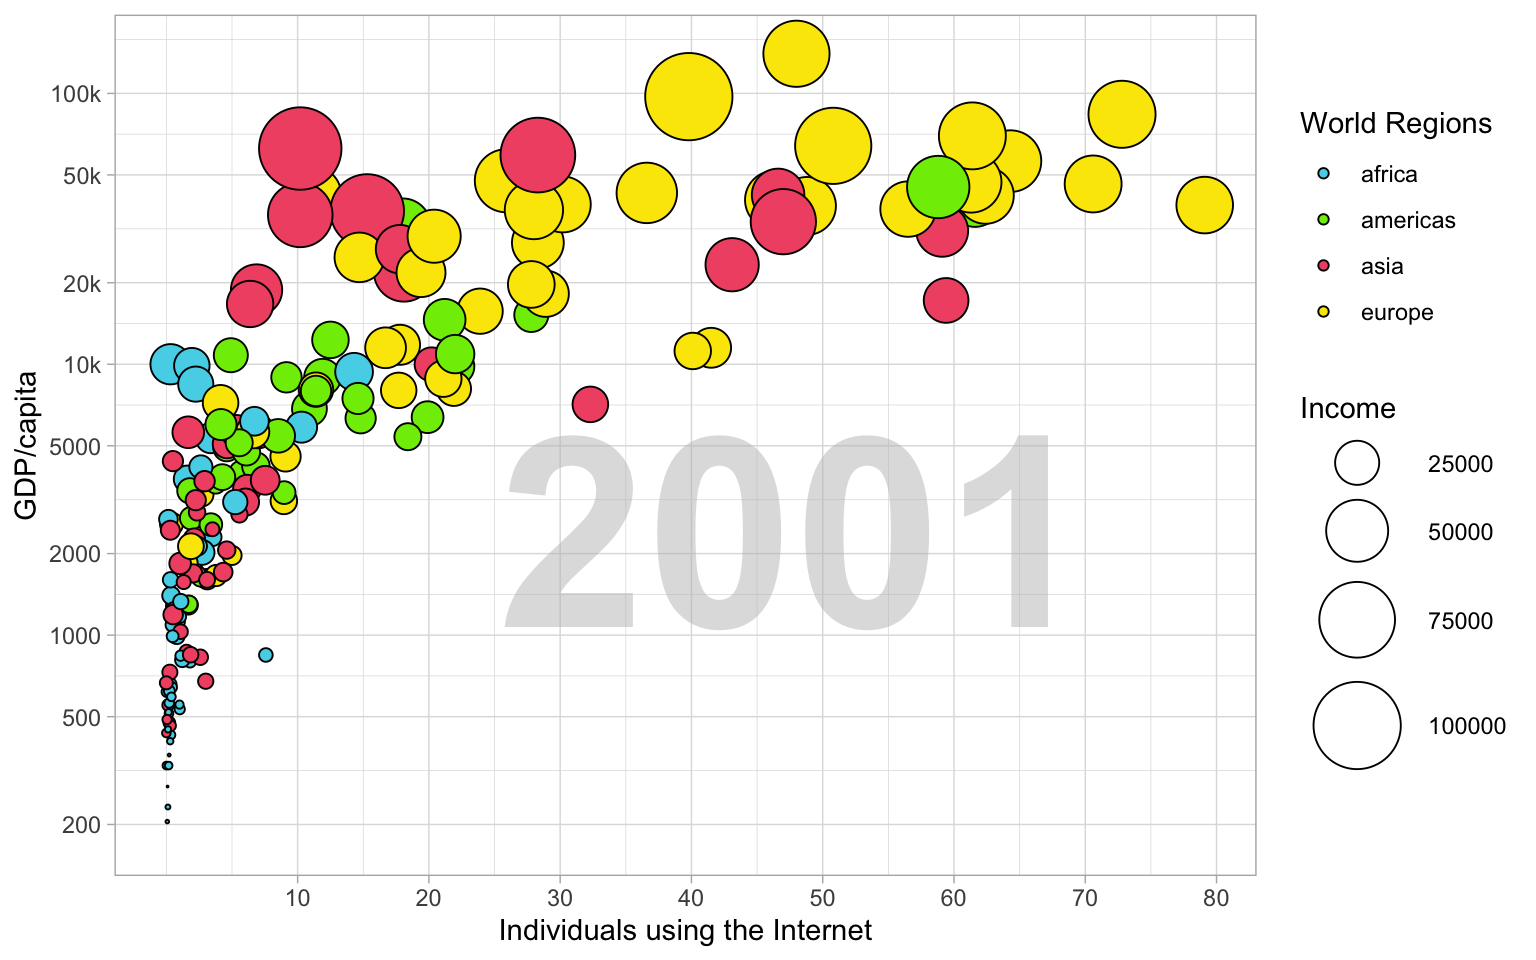 2001
100k
50k
20k
10k
5000
2000
1000
500
200
10 20 30 40 50 60 70 80
Individuals using the Internet
GDP/capita
World Regions
africa
americas
asia
europe
Income
25000
50000
75000
100000